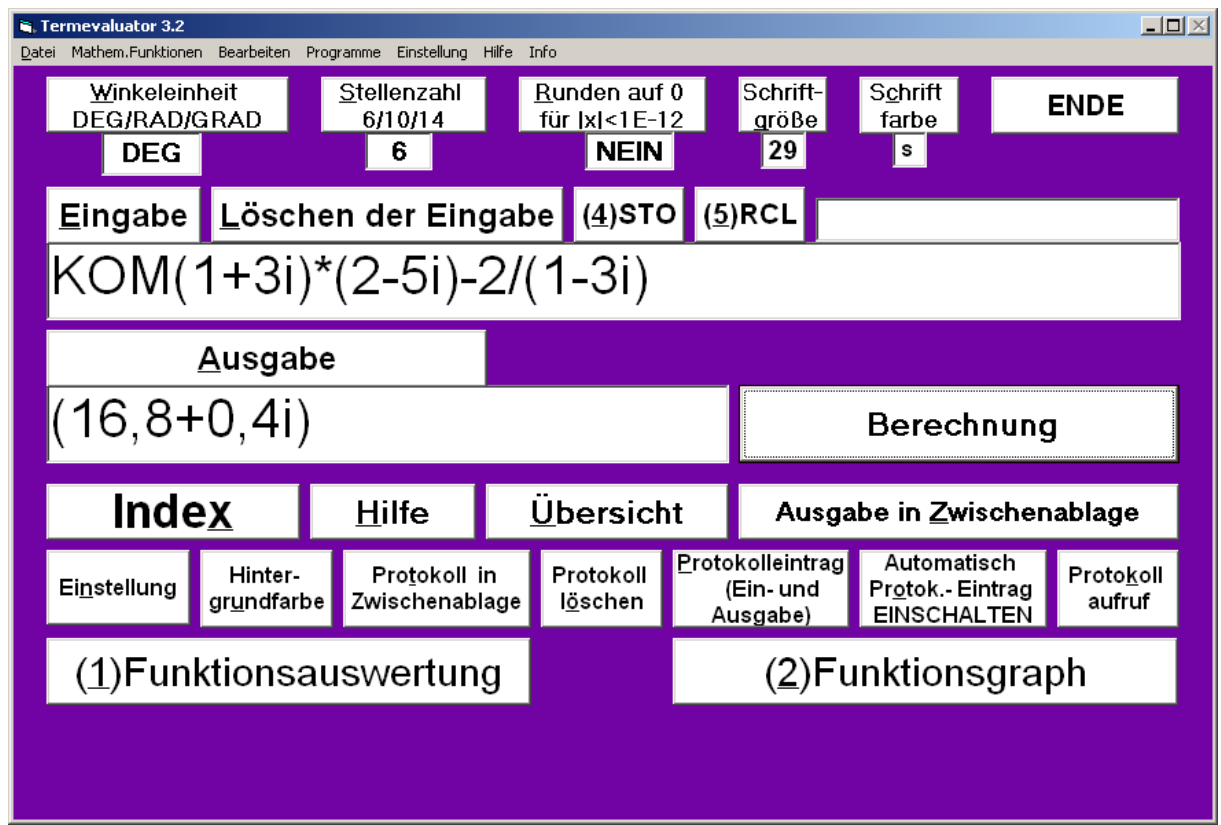 Termevaluator 3.2
Datei Mathem.Funktionen Bearbeiten Programme Einstellung Hilfe Info
Winkeleinheit
DEG/RAD/GRAD
DEG
Stellenzahl
6/10/14
6
Runden auf 0
für |x|<1E-12
NEIN
Schrift-
größe
29
Schrift
farbe
s
ENDE
Eingabe
Löschen der Eingabe
(4)STO
(5)RCL
KOM(1+3i)*(2-5i)-2/(1-3i)
Ausgabe
(16,8+0,4i)
Berechnung
Index
Hilfe
Übersicht
Ausgabe in Zwischenablage
Einstellung
Hinter-
grundfarbe
Protokoll in
Zwischenablage
Protokoll
löschen
Protokolleintrag
(Ein- und
Ausgabe)
Automatisch
Protok.- Eintrag
EINSCHALTEN
Protokoll
aufruf
(1)Funktionsauswertung
(2)Funktionsgraph